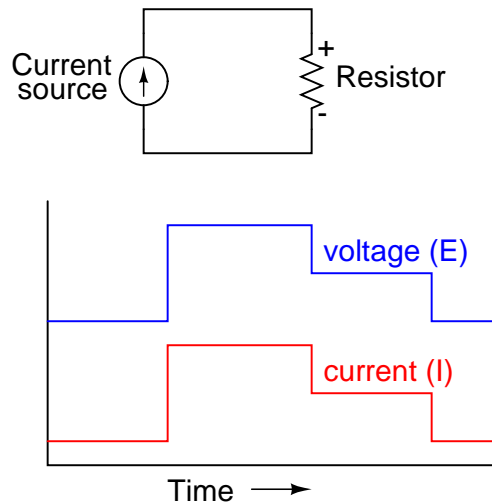 Current
source
+
Resistor
-
voltage (E)
current (I)
Time